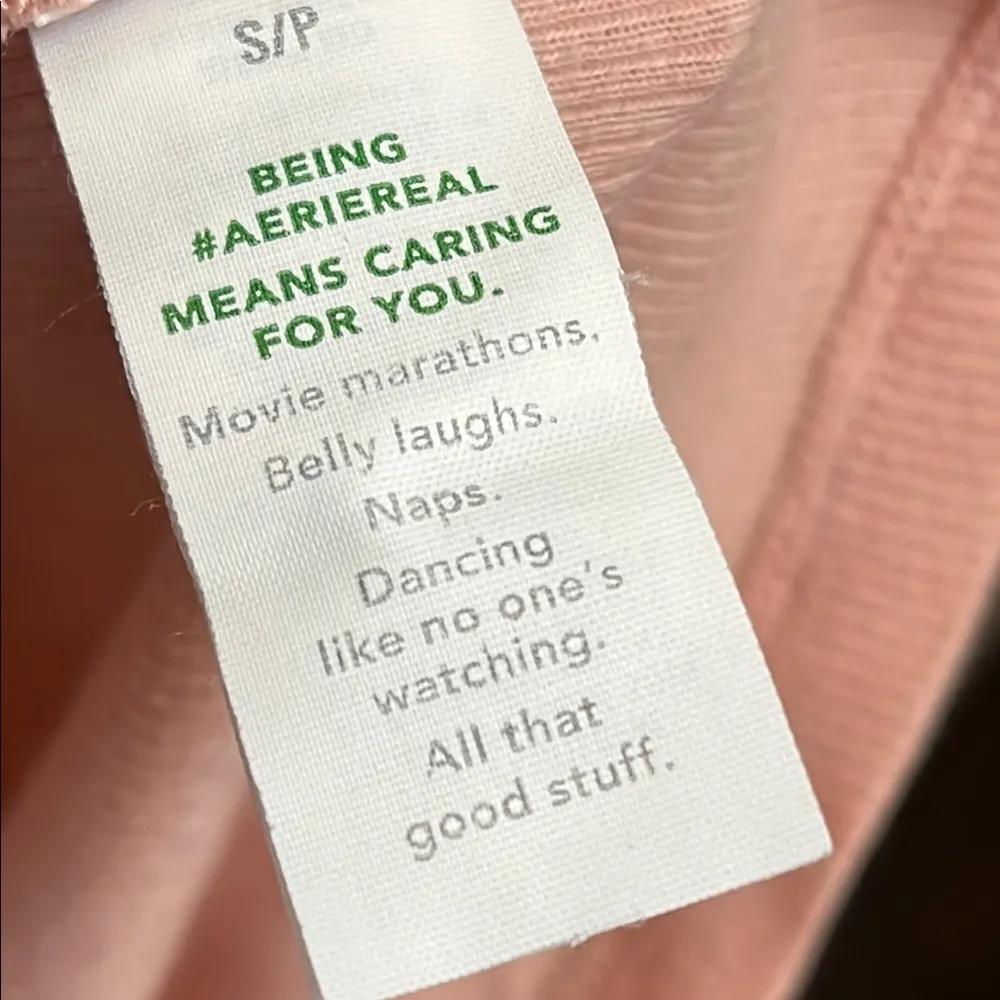 S/P
BEING
#AERIEREAL
MEANS CARING
FOR YOU.
Movie marathons.
Belly laughs.
Naps.
Dancing
like no one's
watching.
All that
good stuff.